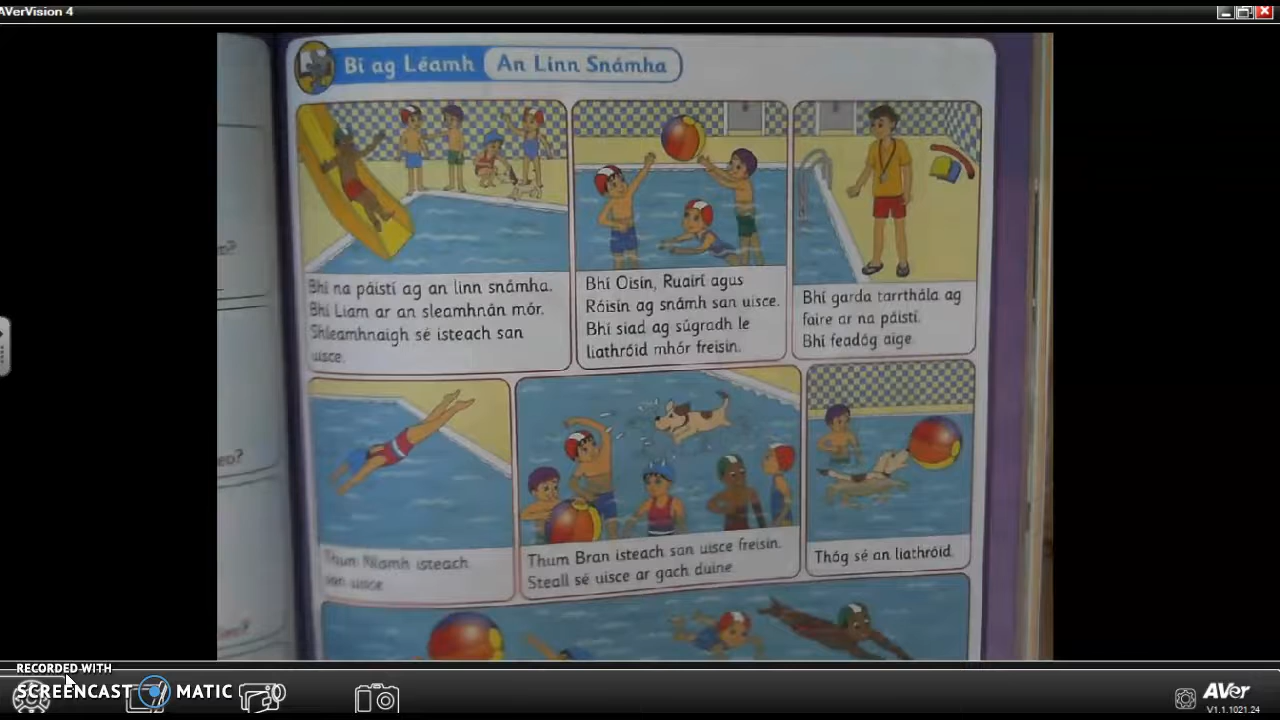 AVerVision 4
Bí ag Léamh
An Linn Snámha
Bhí na páistí ag an linn snámha.
Bhí Liam ar an sleamhnán mór.
Shleamhnaigh sé isteach san
uisce.
Bhí Oisín, Ruairí agus
Róisín ag snámh san uisce.
Bhí siad ag súgradh le
liathróid mhór freisin.
Bhí garda tarrthála ag
faire ar na páistí.
Bhí feadóg aige.
Thum Niamh isteach
san uisce
Thum Bran isteach san uisce freisin.
Steall sé uisce ar gach duine
Thóg sé an liathróid.
RECORDED WITH
SCREENCAST MATIC
AVer
V1.1.1021.24